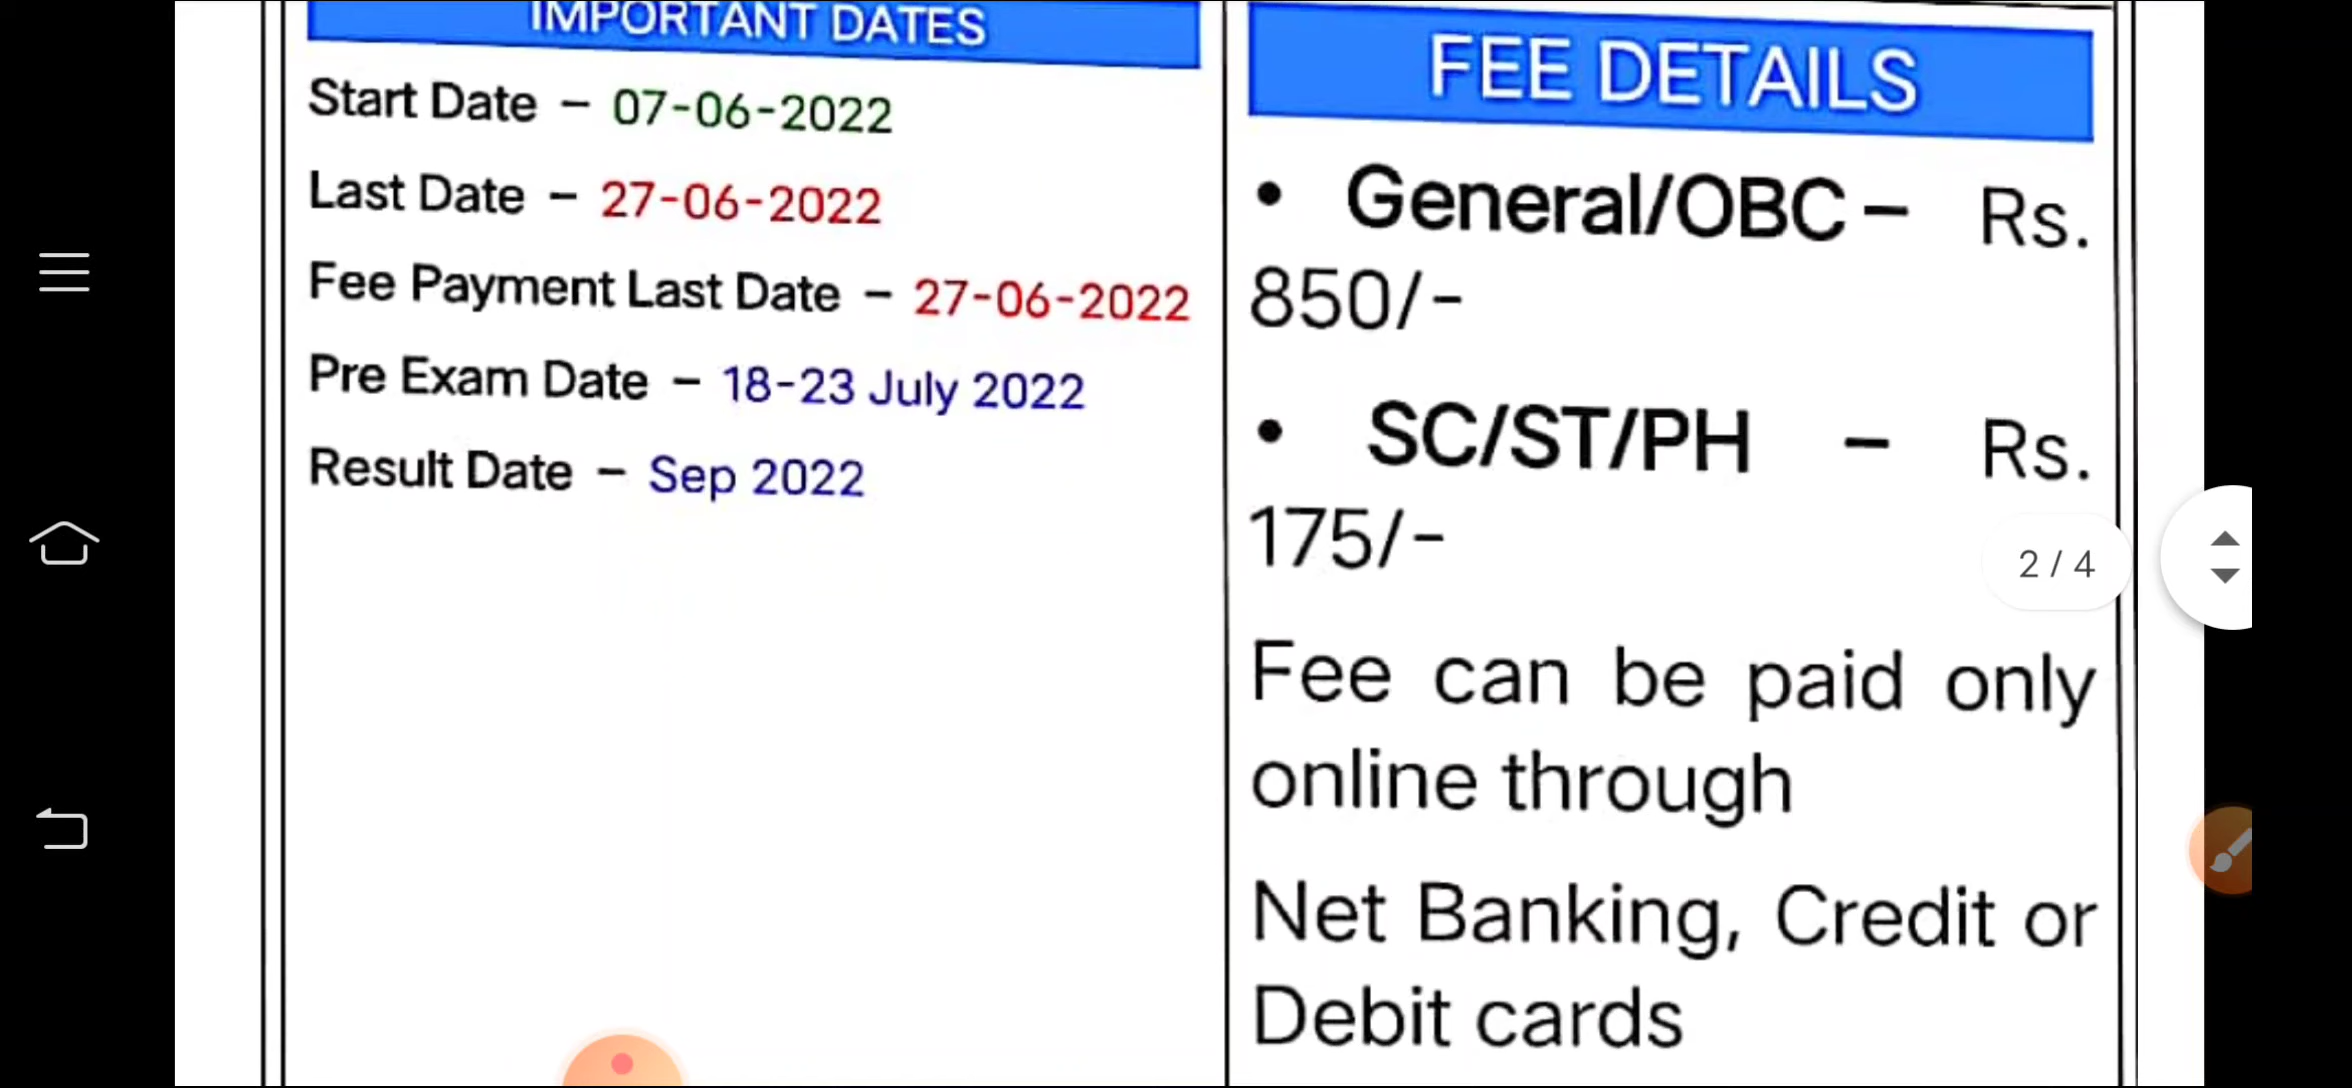 IMPORTANT DATES
Start Date – 07-06-2022
Last Date – 27-06-2022
Fee Payment Last Date – 27-06-2022
Pre Exam Date – 18-23 July 2022
Result Date – Sep 2022
FEE DETAILS
• General/OBC – Rs.
850/-
• SC/ST/PH – Rs.
175/-
Fee can be paid only
online through
Net Banking, Credit or
Debit cards
2 / 4